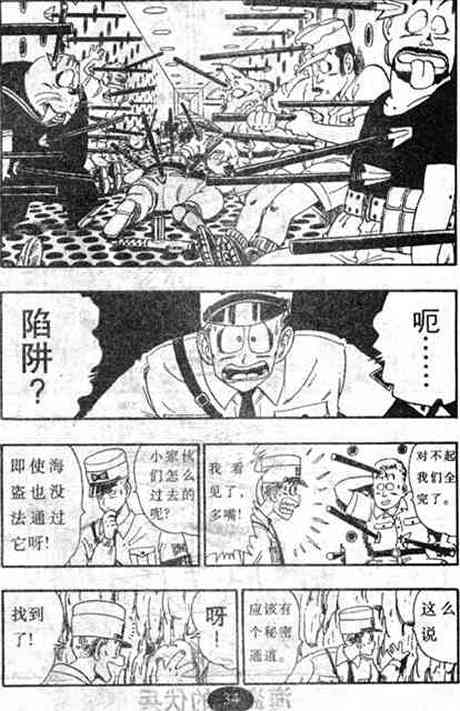 呃……
陷阱?
对不起
我们全
完了。
我看
见了,
多嘴!
小家伙
们怎么
过去的
呢?
即使海
盗也没
法通过
它呀!
这么
说
应该有
个秘密
通道。
呀!
找到
了!
34